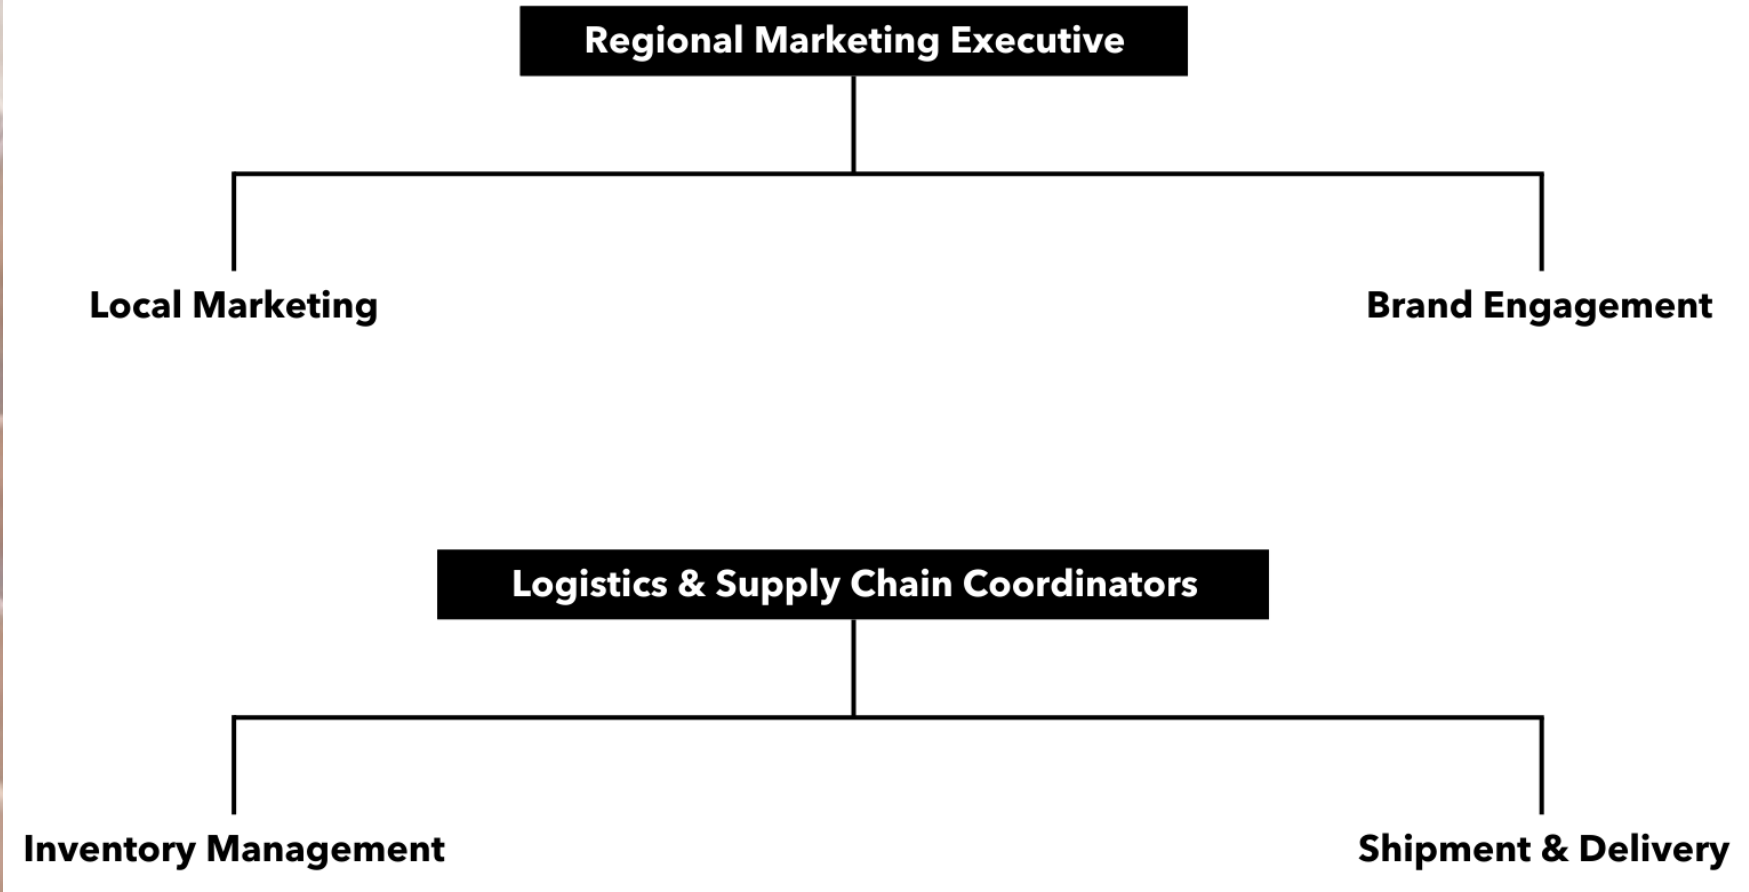 Regional Marketing Executive
Local Marketing
Brand Engagement
Logistics & Supply Chain Coordinators
Inventory Management
Shipment & Delivery